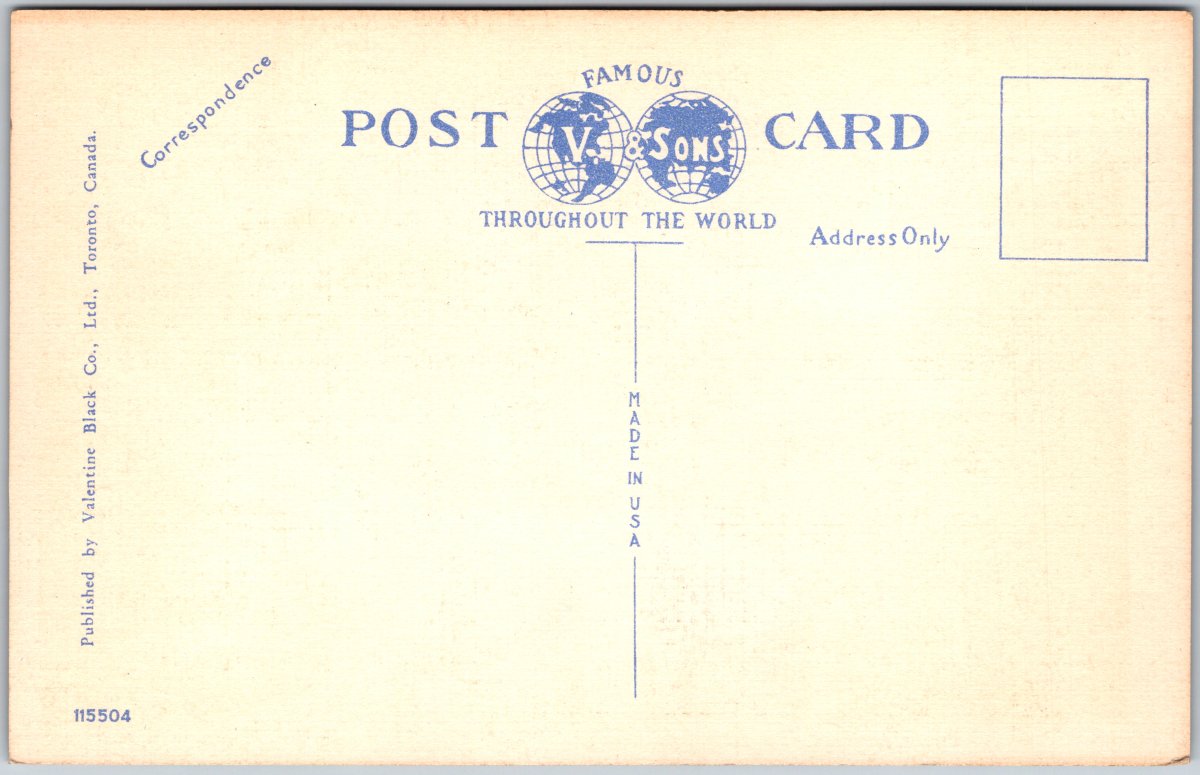 Correspondence
FAMOUS
POST V. & SONS CARD
THROUGHOUT THE WORLD
Address Only
MADE IN USA
Published by Valentine Black Co., Ltd., Toronto, Canada.
115504